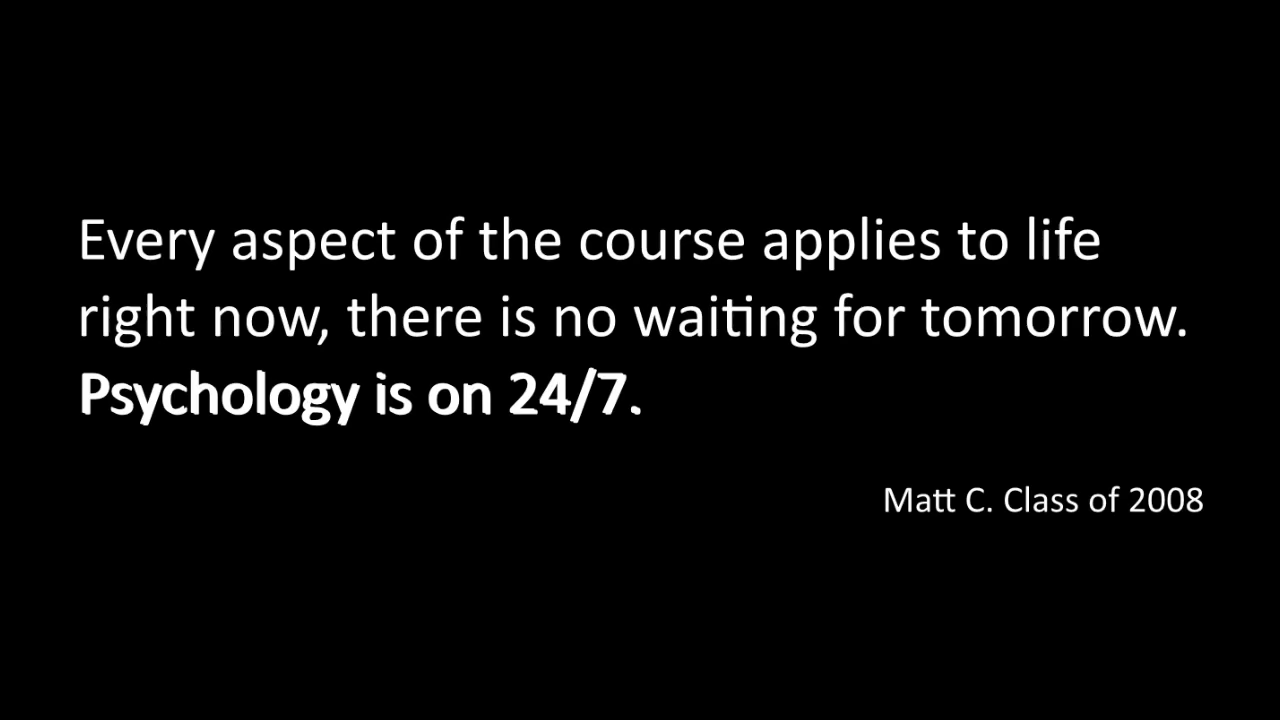 Every aspect of the course applies to life
right now, there is no waiting for tomorrow.
Psychology is on 24/7.
Matt C. Class of 2008